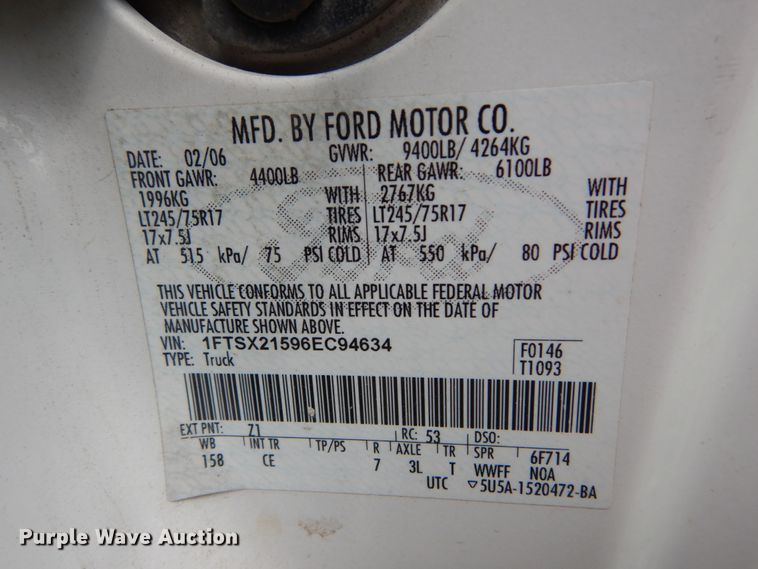 MFD. BY FORD MOTOR CO.
DATE: 02/06 GVWR: 9400LB/ 4264KG
FRONT GAWR: 4400LB REAR GAWR: 6100LB
1996KG WITH 2767KG WITH
LT245/75R17 TIRES LT245/75R17 TIRES
17x7.5J RIMS 17x7.5J RIMS
AT 515 kPa/ 75 PSI COLD AT 550 kPa/ 80 PSI COLD
THIS VEHICLE CONFORMS TO ALL APPLICABLE FEDERAL MOTOR
VEHICLE SAFETY STANDARDS IN EFFECT ON THE DATE OF
MANUFACTURE SHOWN ABOVE.
VIN: 1FTSX21596EC94634
TYPE: Truck
F0146
T1093
EXT PNT: 71 RC: 53 DSO:
WB INT TR TP/PS R AXLE TR SPR 6F714
158 CE 7 3L T WWFF NOA
UTC ▽5U5A-1520472-BA
Purple Wave Auction